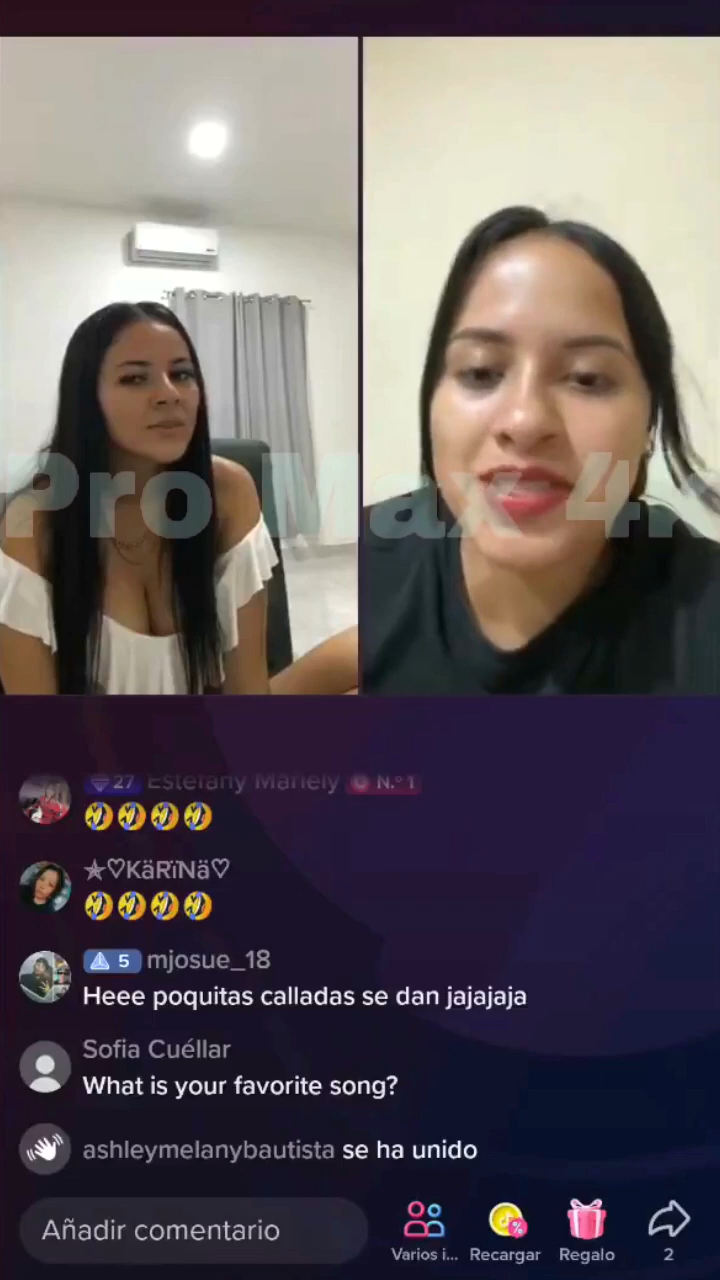 Pro Max 4K
27 Estefany Mariely N.º 1
🤣🤣🤣🤣
★♡KäRïNä♡
🤣🤣🤣🤣
5 mjosue_18
Heee poquitas calladas se dan jajajaja
Sofia Cuéllar
What is your favorite song?
ashleymelanybautista se ha unido
Añadir comentario
Varios i...
Recargar
Regalo
2